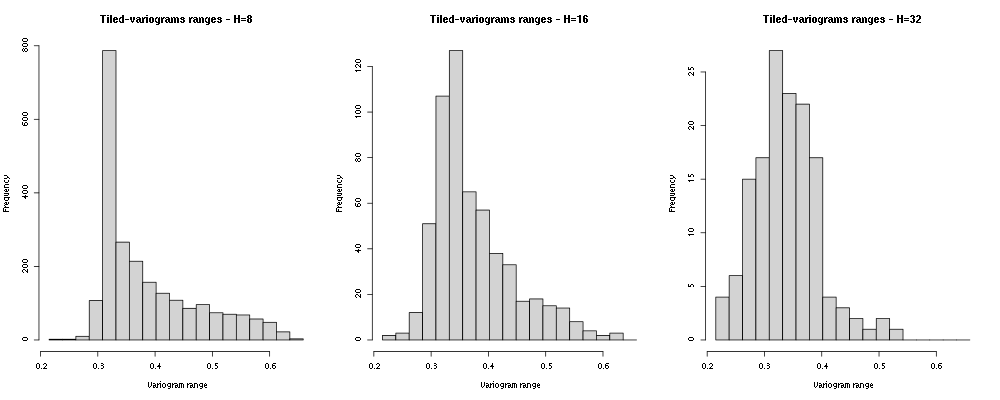 Tiled-variograms ranges - H=8
Frequency
800
600
400
200
0
0.2 0.3 0.4 0.5 0.6
Variogram range
Tiled-variograms ranges - H=16
Frequency
120
100
80
60
40
20
0
0.2 0.3 0.4 0.5 0.6
Variogram range
Tiled-variograms ranges - H=32
Frequency
25
20
15
10
5
0
0.2 0.3 0.4 0.5 0.6
Variogram range